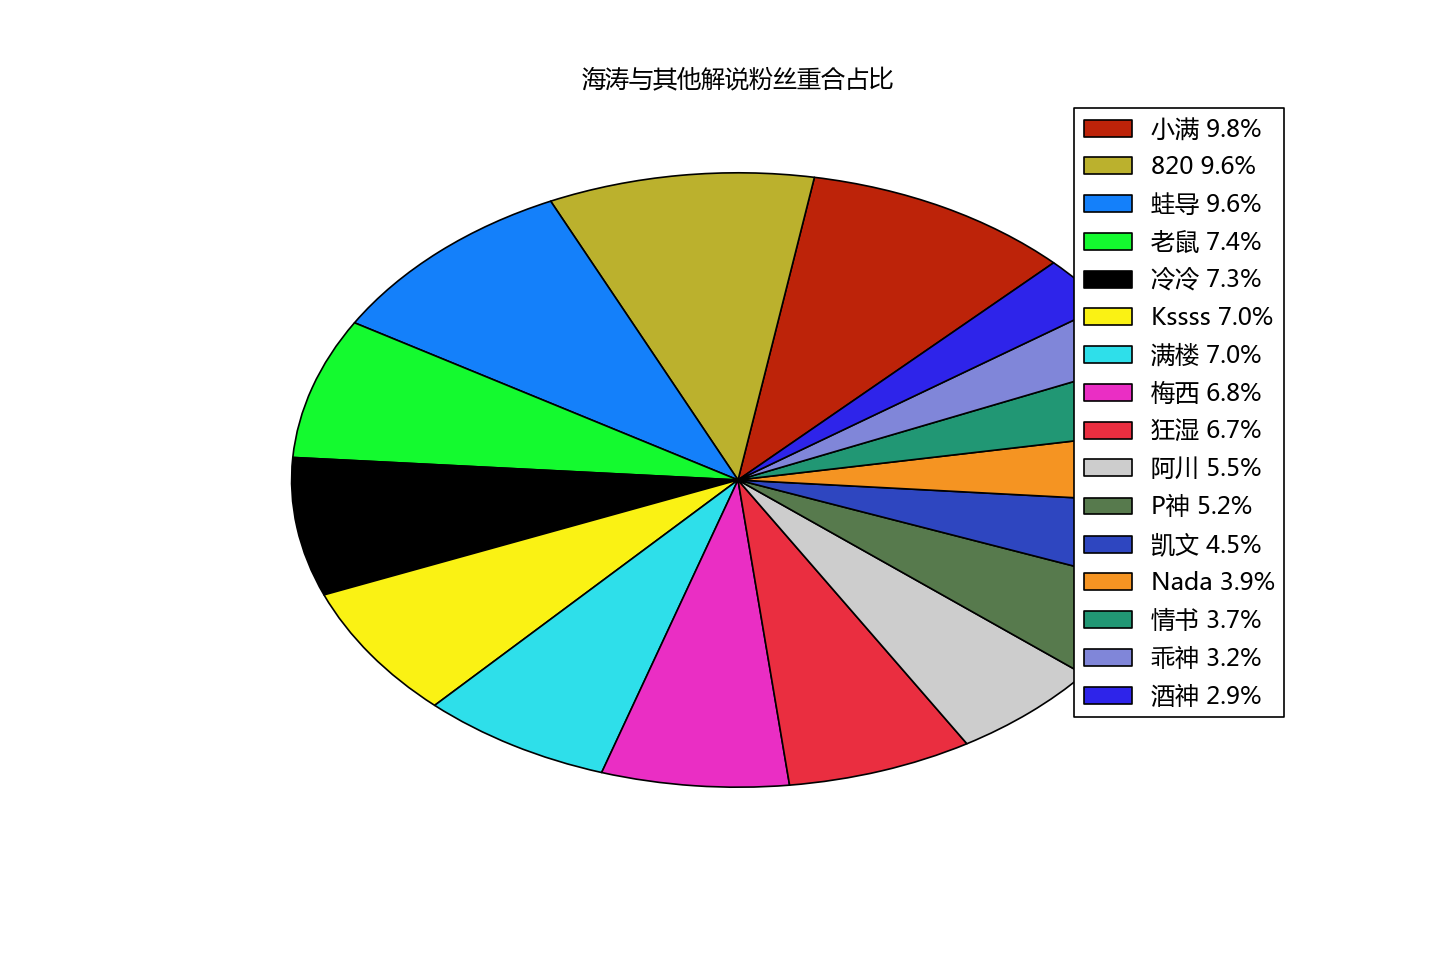 海涛与其他解说粉丝重合占比
小满 9.8%
820 9.6%
蛙导 9.6%
老鼠 7.4%
冷冷 7.3%
Kssss 7.0%
满楼 7.0%
梅西 6.8%
狂湿 6.7%
阿川 5.5%
P神 5.2%
凯文 4.5%
Nada 3.9%
情书 3.7%
乖神 3.2%
酒神 2.9%